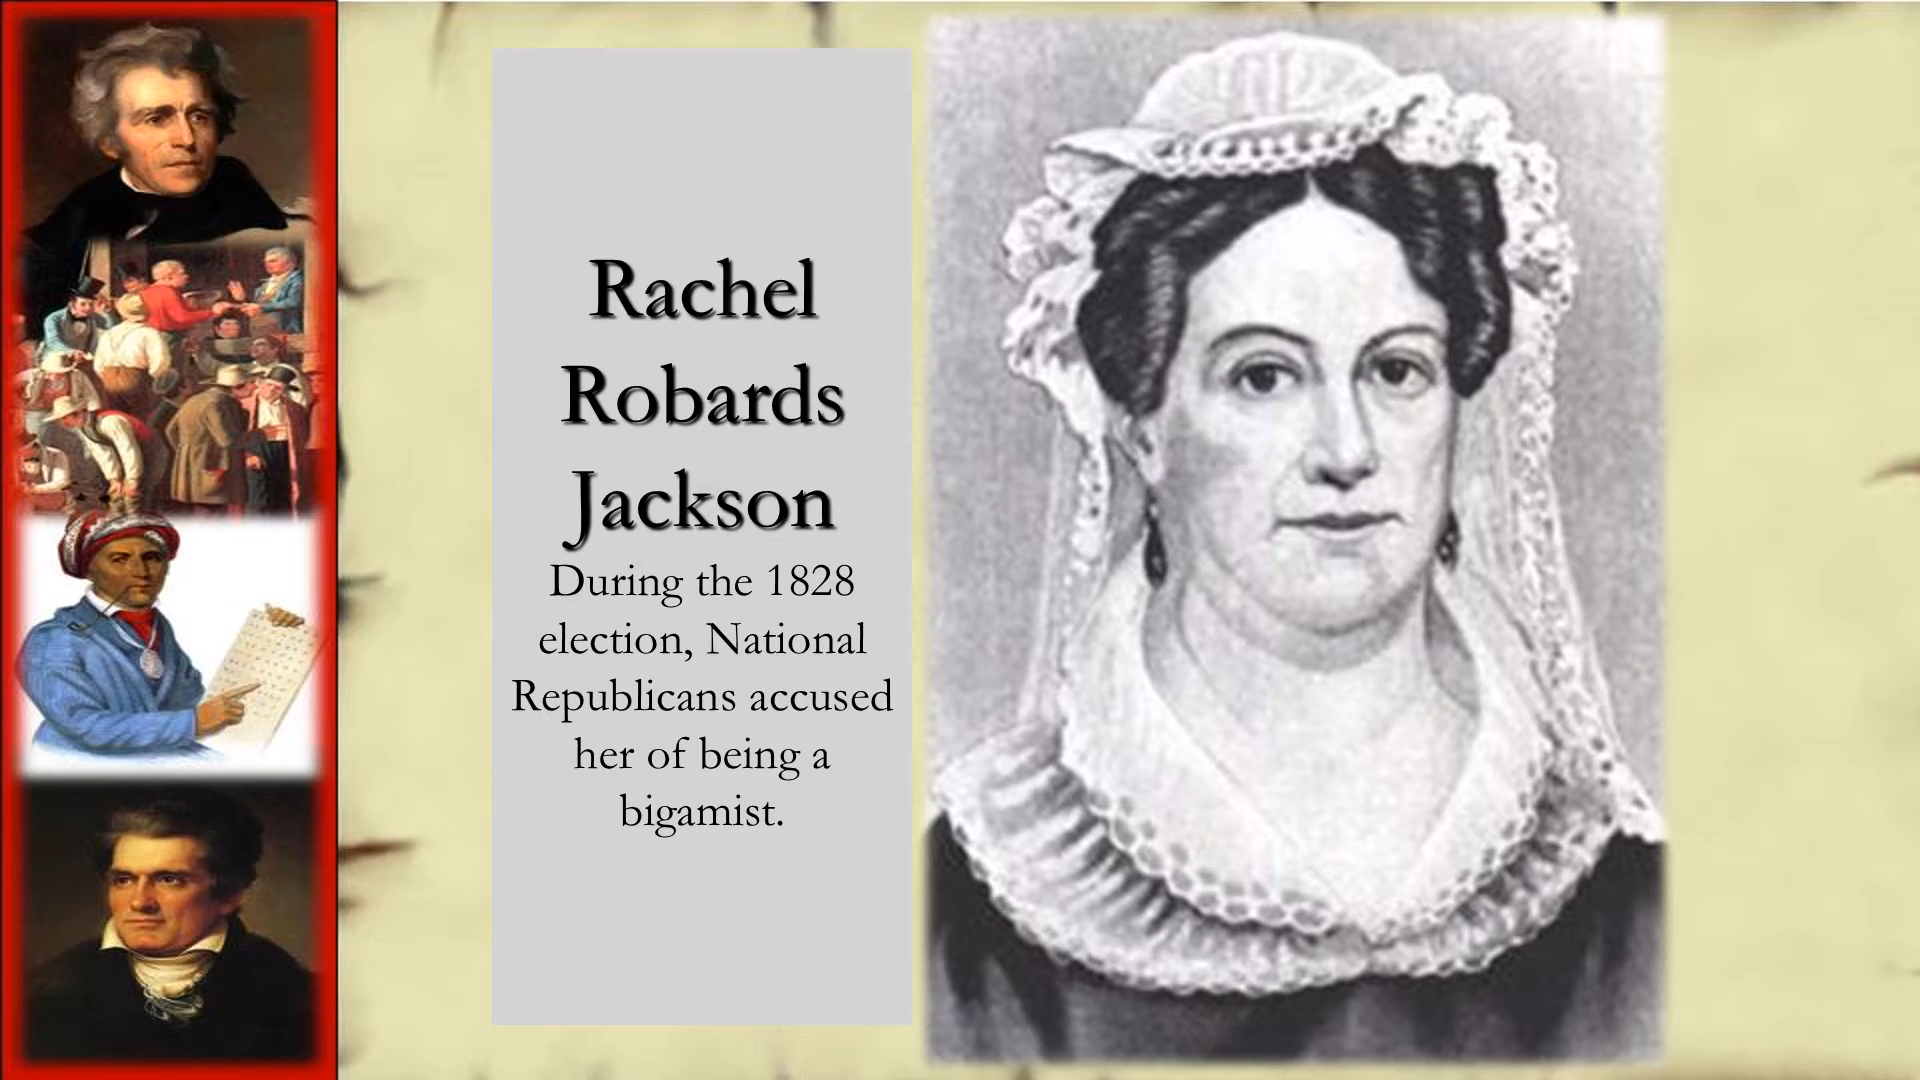 Rachel
Robards
Jackson
During the 1828
election, National
Republicans accused
her of being a
bigamist.